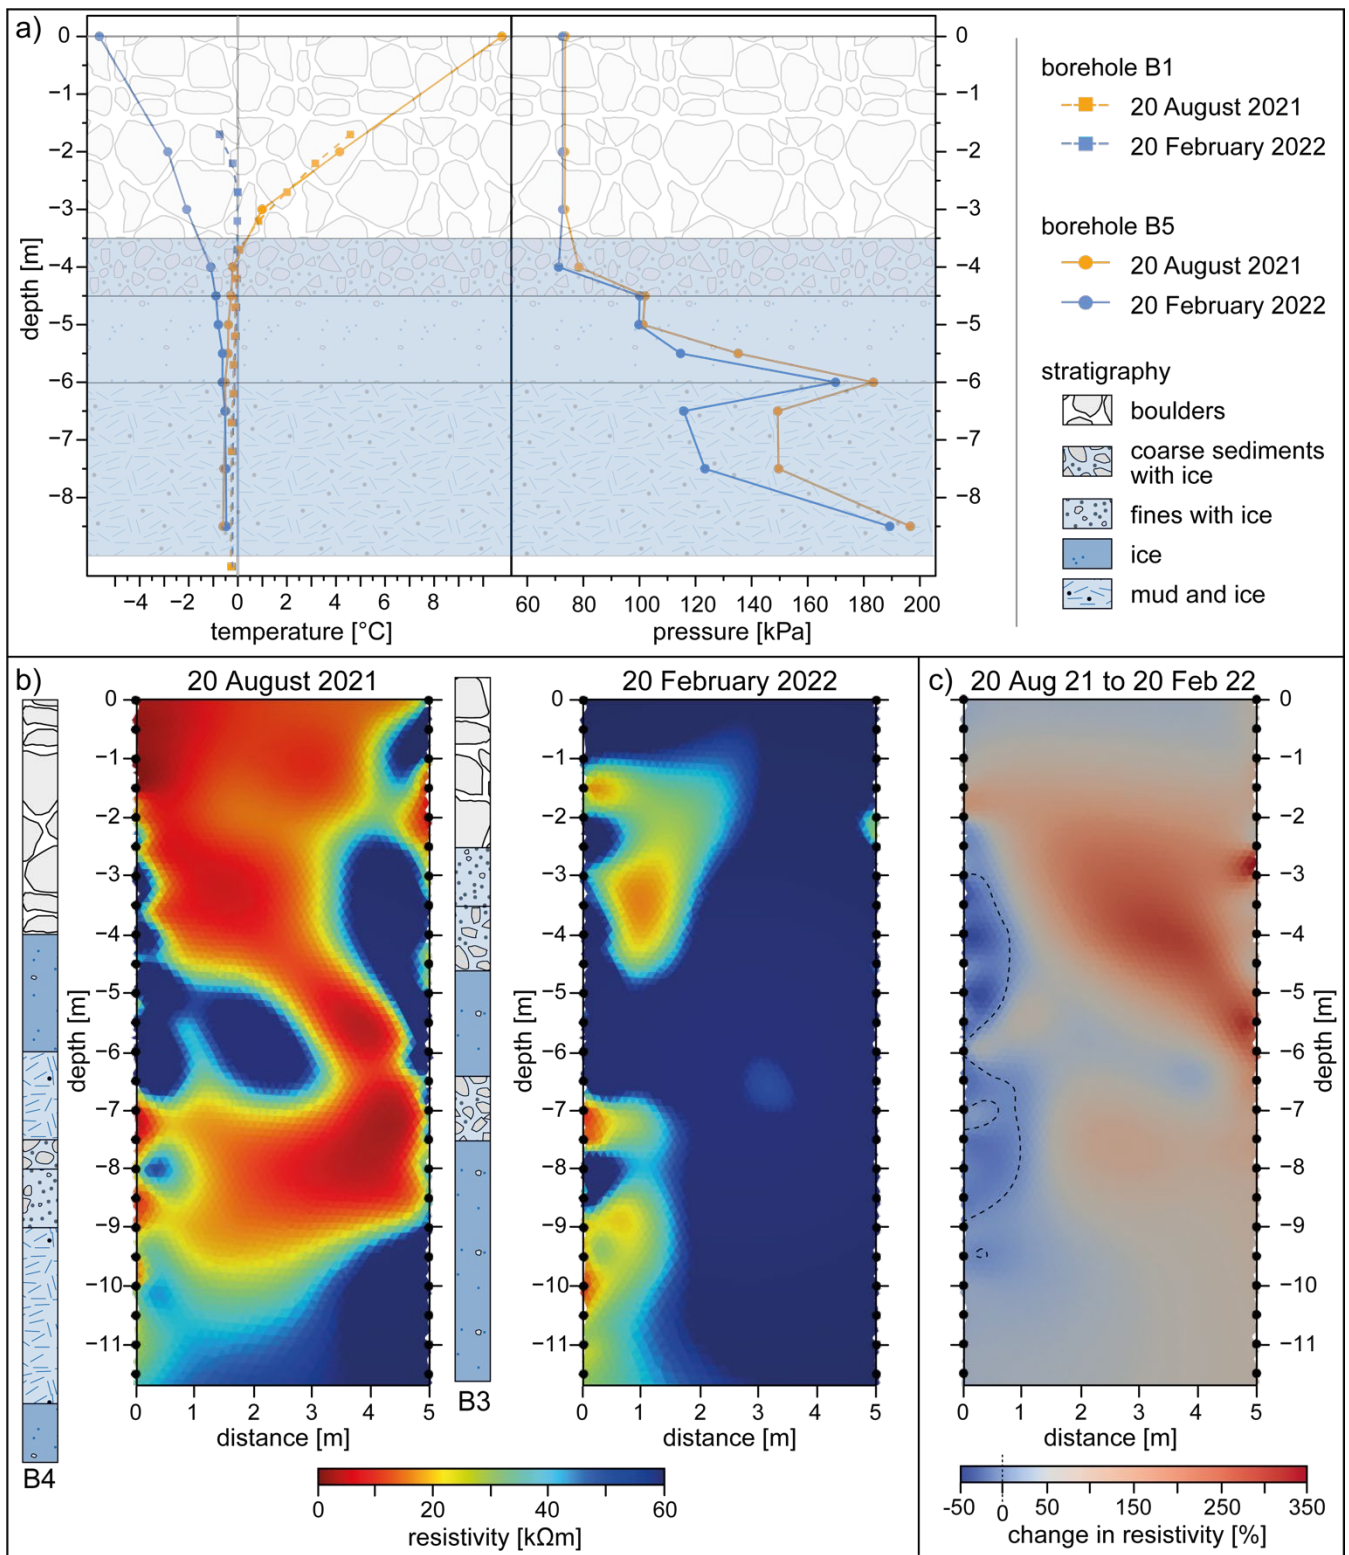 a)
0
−1
−2
−3
−4
−5
−6
−7
−8
depth [m]
−4 −2 0 2 4 6 8
temperature [°C]
60 80 100 120 140 160 180 200
pressure [kPa]
0
−1
−2
−3
−4
−5
−6
−7
−8
borehole B1
20 August 2021
20 February 2022
borehole B5
20 August 2021
20 February 2022
stratigraphy
boulders
coarse sediments
with ice
fines with ice
ice
mud and ice
b)
20 August 2021
20 February 2022
B4
0
−1
−2
−3
−4
−5
−6
−7
−8
−9
−10
−11
depth [m]
0 1 2 3 4 5
distance [m]
B3
0
−1
−2
−3
−4
−5
−6
−7
−8
−9
−10
−11
depth [m]
0 1 2 3 4 5
distance [m]
0 20 40 60
resistivity [kΩm]
c)
20 Aug 21 to 20 Feb 22
0
−1
−2
−3
−4
−5
−6
−7
−8
−9
−10
−11
depth [m]
0 1 2 3 4 5
distance [m]
-50 0 50 150 250 350
change in resistivity [%]